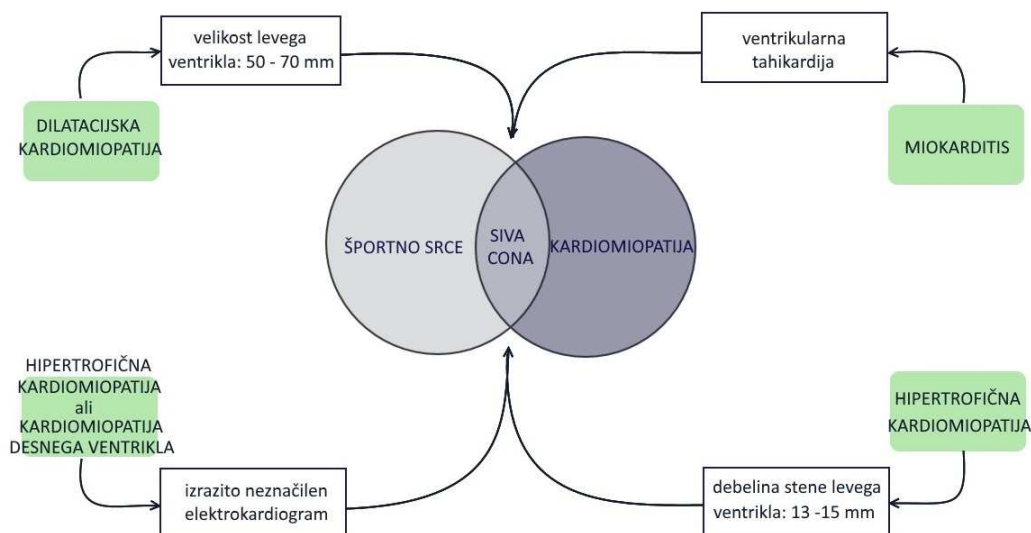 velikost levega
ventrikla: 50 - 70 mm
ventrikularna
tahikardija
DILATACIJSKA
KARDIOMIOPATIJA
MIOKARDITIS
ŠPORTNO SRCE
SIVA
CONA
KARDIOMIOPATIJA
HIPERTROFIČNA
KARDIOMIOPATIJA
ali
KARDIOMIOPATIJA
DESNEGA VENTRIKLA
HIPERTROFIČNA
KARDIOMIOPATIJA
izrazito neznačilen
elektrokardiogram
debelina stene levega
ventrikla: 13 -15 mm